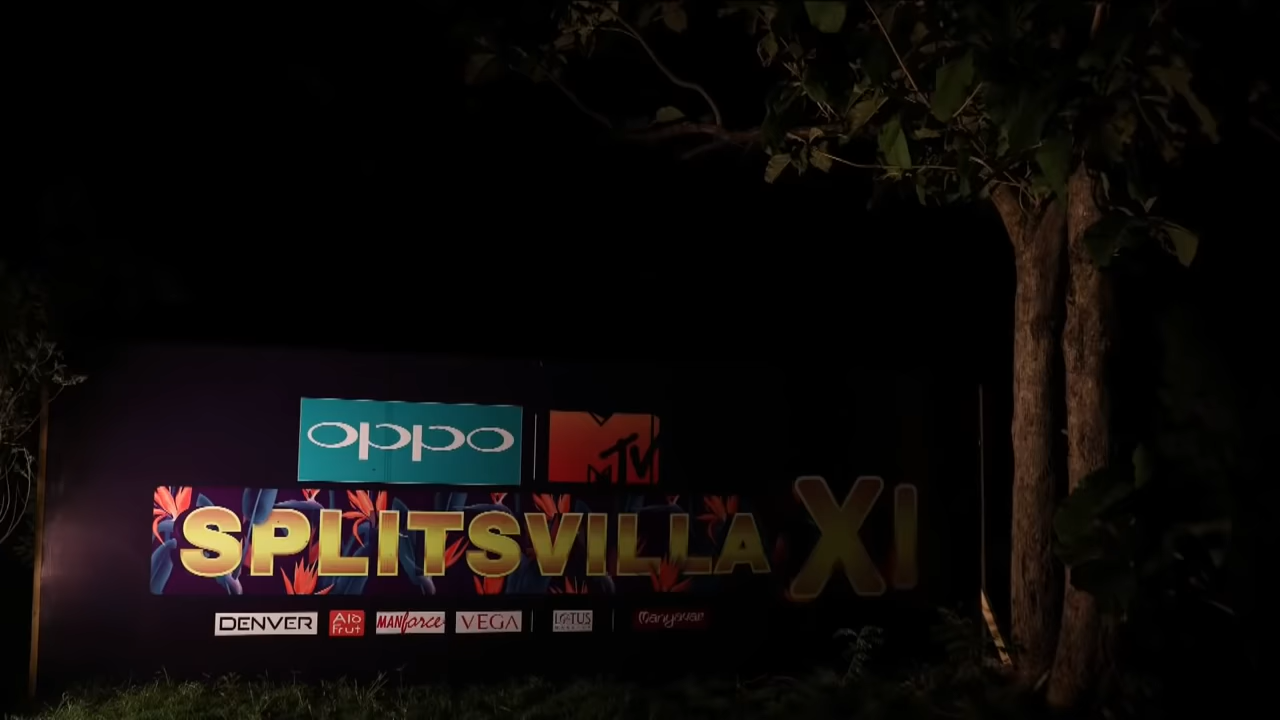 oppo MTV
SPLITSVILLA XI
DENVER Alo Frut MANforce VEGA LOTUS Manyavar